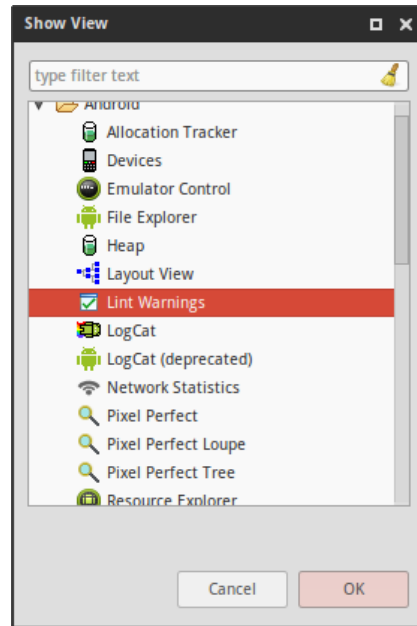 Show View
type filter text
Android
Allocation Tracker
Devices
Emulator Control
File Explorer
Heap
Layout View
Lint Warnings
LogCat
LogCat (deprecated)
Network Statistics
Pixel Perfect
Pixel Perfect Loupe
Pixel Perfect Tree
Resource Explorer
Cancel
OK